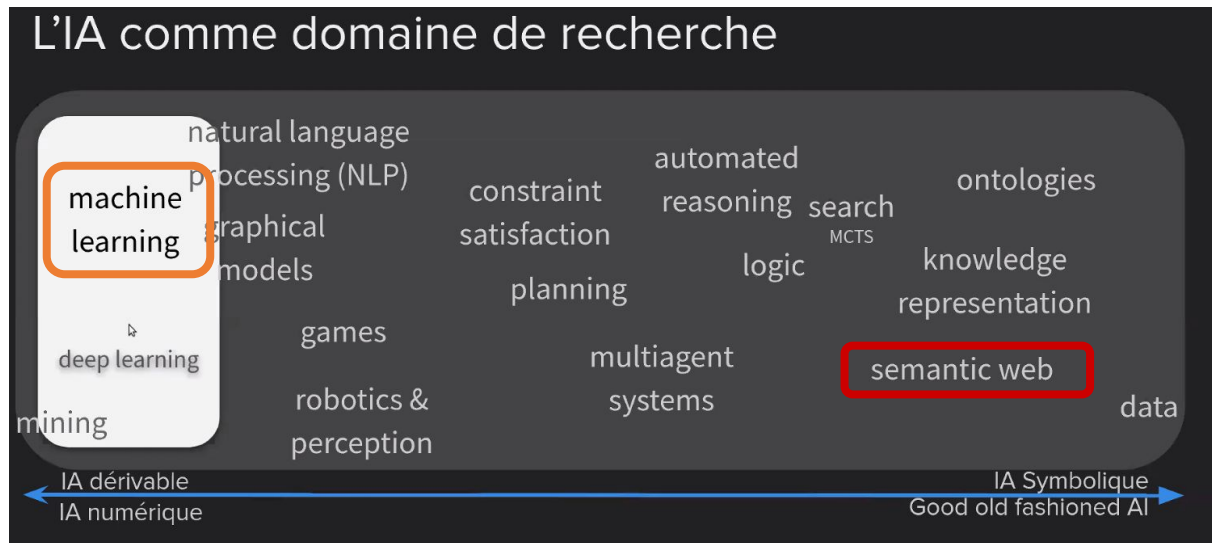 L'IA comme domaine de recherche
natural language
processing (NLP)
machine
learning
graphical
models
constraint
satisfaction
automated
reasoning
search
MCTS
ontologies
logic
knowledge
representation
planning
games
deep learning
multiagent
systems
semantic web
robotics &
perception
data
mining
IA dérivable
IA numérique
IA Symbolique
Good old fashioned AI